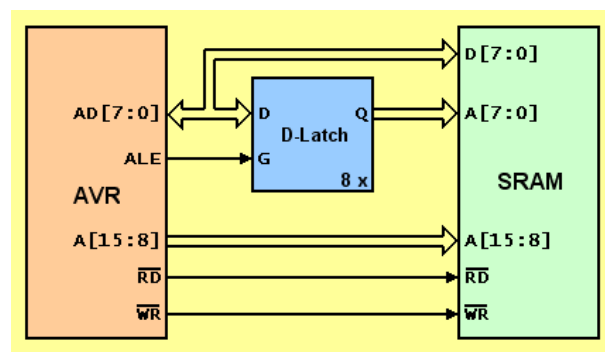 D[7:0]
AD[7:0] D Q A[7:0]
D-Latch
ALE G
8 x
AVR SRAM
A[15:8] A[15:8]
RD RD
WR WR